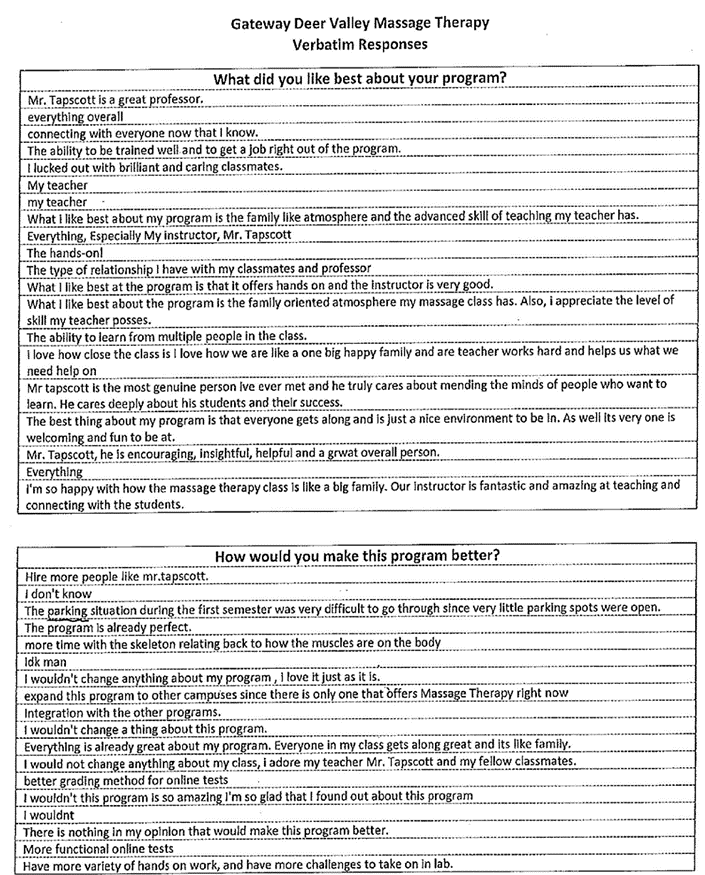 Gateway Deer Valley Massage Therapy
Verbatim Responses
What did you like best about your program?
Mr. Tapscott is a great professor.
everything overall
connecting with everyone now that I know.
The ability to be trained well and to get a job right out of the program.
I lucked out with brilliant and caring classmates.
My teacher
my teacher
What I like best about my program is the family like atmosphere and the advanced skill of teaching my teacher has.
Everything, Especially My instructor, Mr. Tapscott
The hands-on!
The type of relationship I have with my classmates and professor
What I like best at the program is that it offers hands on and the instructor is very good.
What I like best about the program is the family oriented atmosphere my massage class has. Also, i appreciate the level of
skill my teacher posses.
The ability to learn from multiple people in the class.
I love how close the class is I love how we are like a one big happy family and are teacher works hard and helps us what we
need help on
Mr tapscott is the most genuine person ive ever met and he truly cares about mending the minds of people who want to
learn. He cares deeply about his students and their success.
The best thing about my program is that everyone gets along and is just a nice environment to be in. As well its very one is
welcoming and fun to be at.
Mr. Tapscott, he is encouraging, insightful, helpful and a grwat overall person.
Everything
i'm so happy with how the massage therapy class is like a big family. Our instructor is fantastic and amazing at teaching and
connecting with the students.
How would you make this program better?
Hire more people like mr.tapscott.
I don't know
The parking situation during the first semester was very difficult to go through since very little parking spots were open.
The program is already perfect.
more time with the skeleton relating back to how the muscles are on the body
Idk man
I wouldn't change anything about my program , i love it just as it is.
expand this program to other campuses since there is only one that offers Massage Therapy right now
Integration with the other programs.
I wouldn't change a thing about this program.
Everything is already great about my program. Everyone in my class gets along great and its like family.
I would not change anything about my class, i adore my teacher Mr. Tapscott and my fellow classmates.
better grading method for online tests
I wouldn't this program is so amazing I'm so glad that I found out about this program
I wouldnt
There is nothing in my opinion that would make this program better.
More functional online tests
Have more variety of hands on work, and have more challenges to take on in lab.